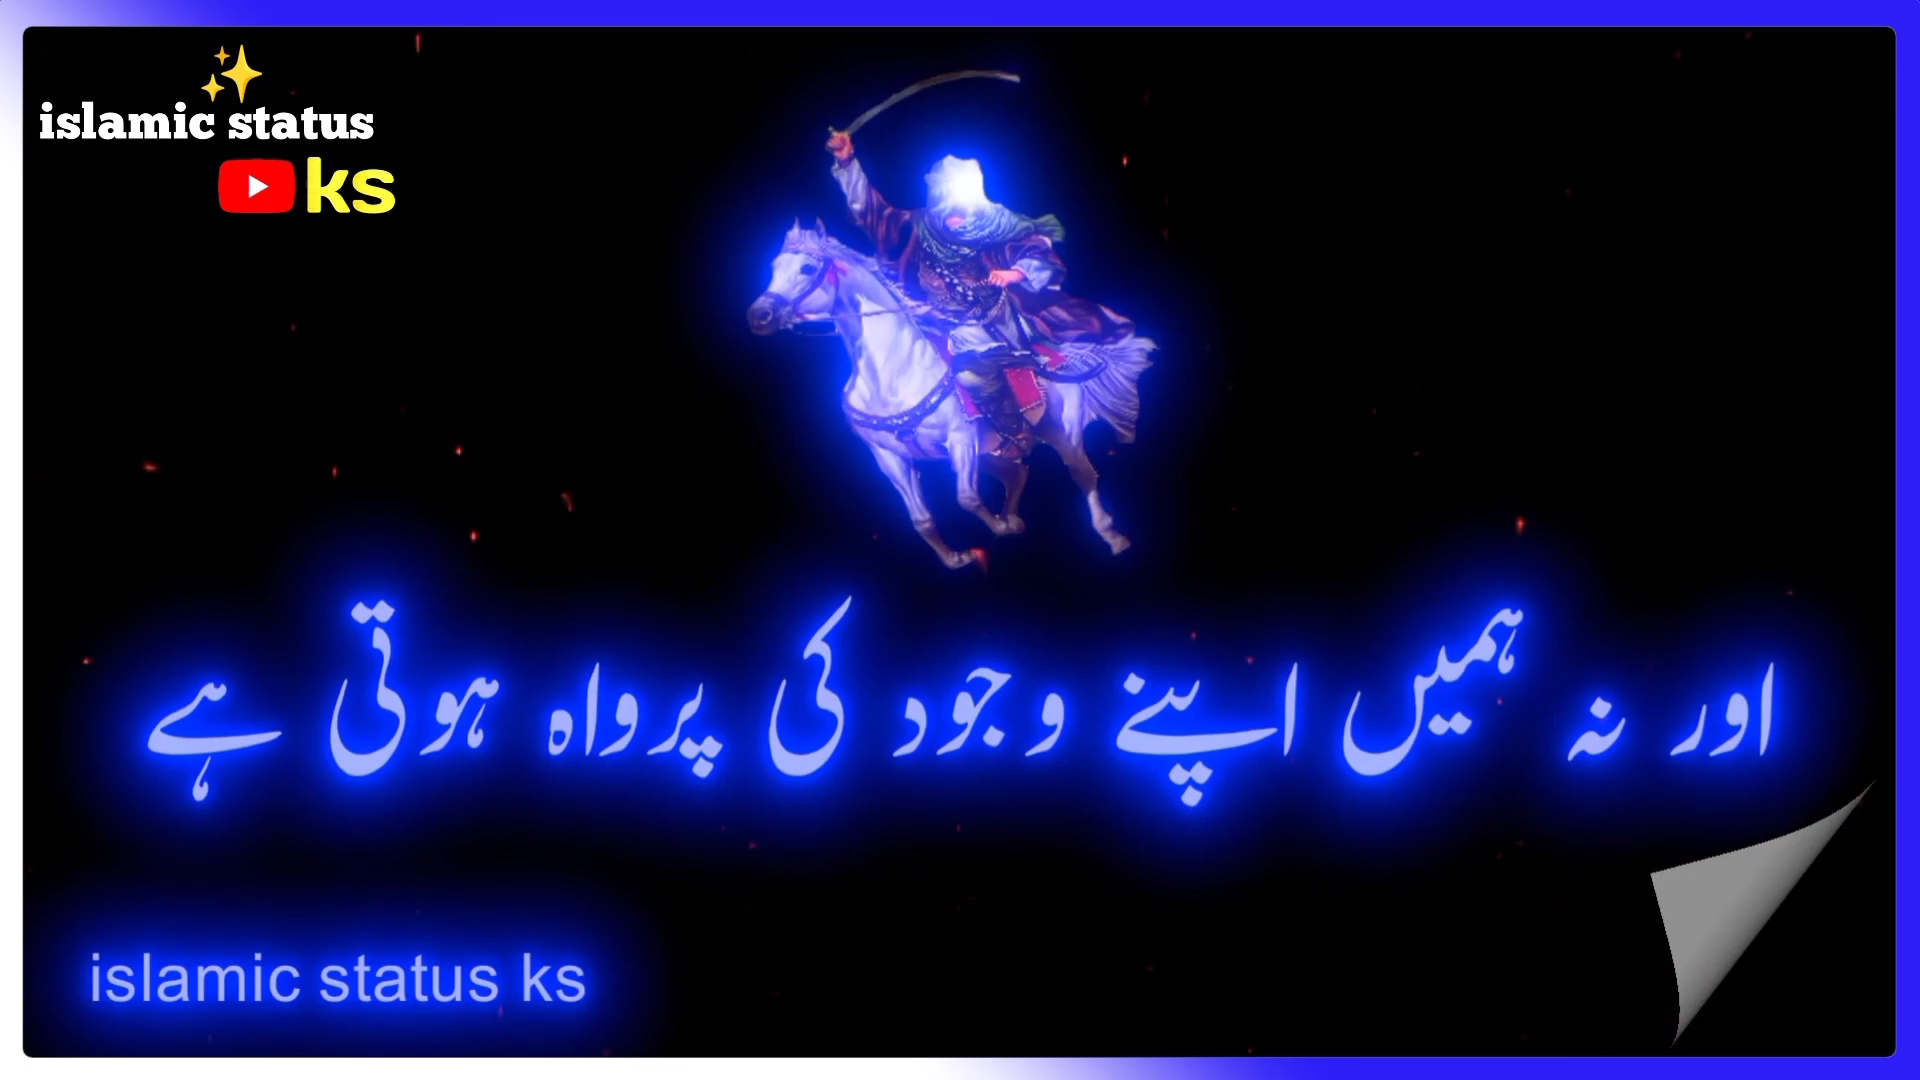 islamic status
ks
اور نہ ہمیں اپنے وجود کی پرواہ ہوتی ہے
islamic status ks